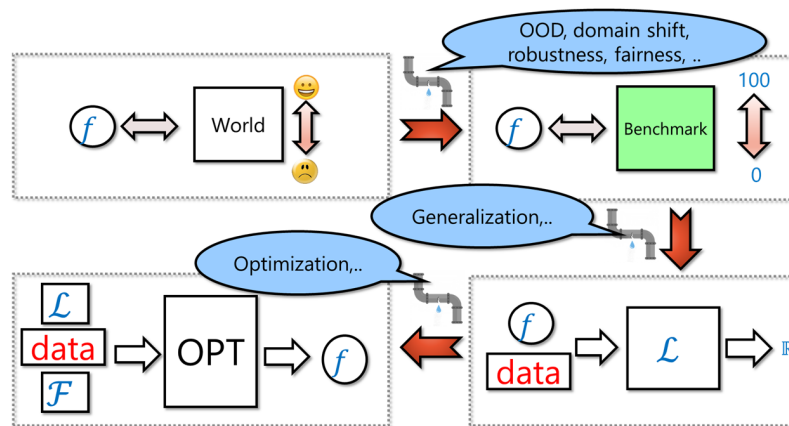 OOD, domain shift,
robustness, fairness, ..
f
World
f
Benchmark
100
0
Generalization,..
Optimization,..
ℒ
data
ℱ
OPT
f
f
data
ℒ
ℝ